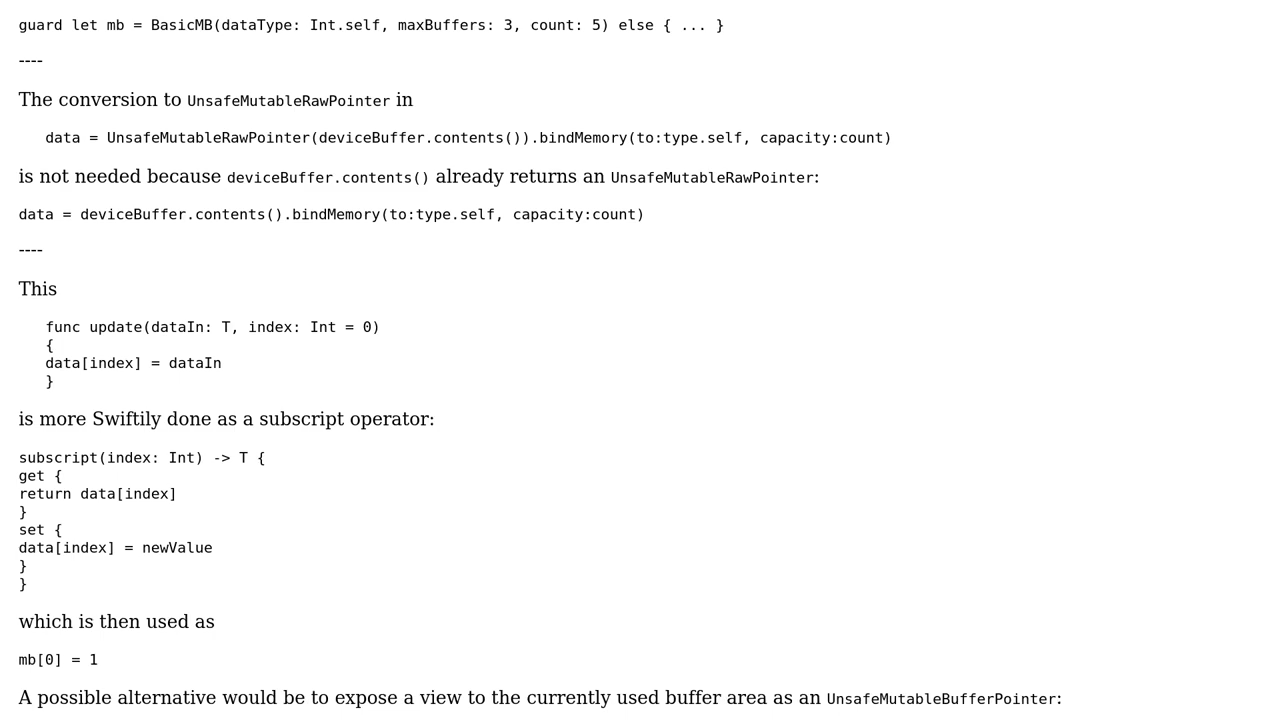 guard let mb = BasicMB(dataType: Int.self, maxBuffers: 3, count: 5) else { ... }
----
The conversion to UnsafeMutableRawPointer in
data = UnsafeMutableRawPointer(deviceBuffer.contents()).bindMemory(to:type.self, capacity:count)
is not needed because deviceBuffer.contents() already returns an UnsafeMutableRawPointer:
data = deviceBuffer.contents().bindMemory(to:type.self, capacity:count)
----
This
func update(dataIn: T, index: Int = 0)
{
data[index] = dataIn
}
is more Swiftily done as a subscript operator:
subscript(index: Int) -> T {
get {
return data[index]
}
set {
data[index] = newValue
}
}
which is then used as
mb[0] = 1
A possible alternative would be to expose a view to the currently used buffer area as an UnsafeMutableBufferPointer: